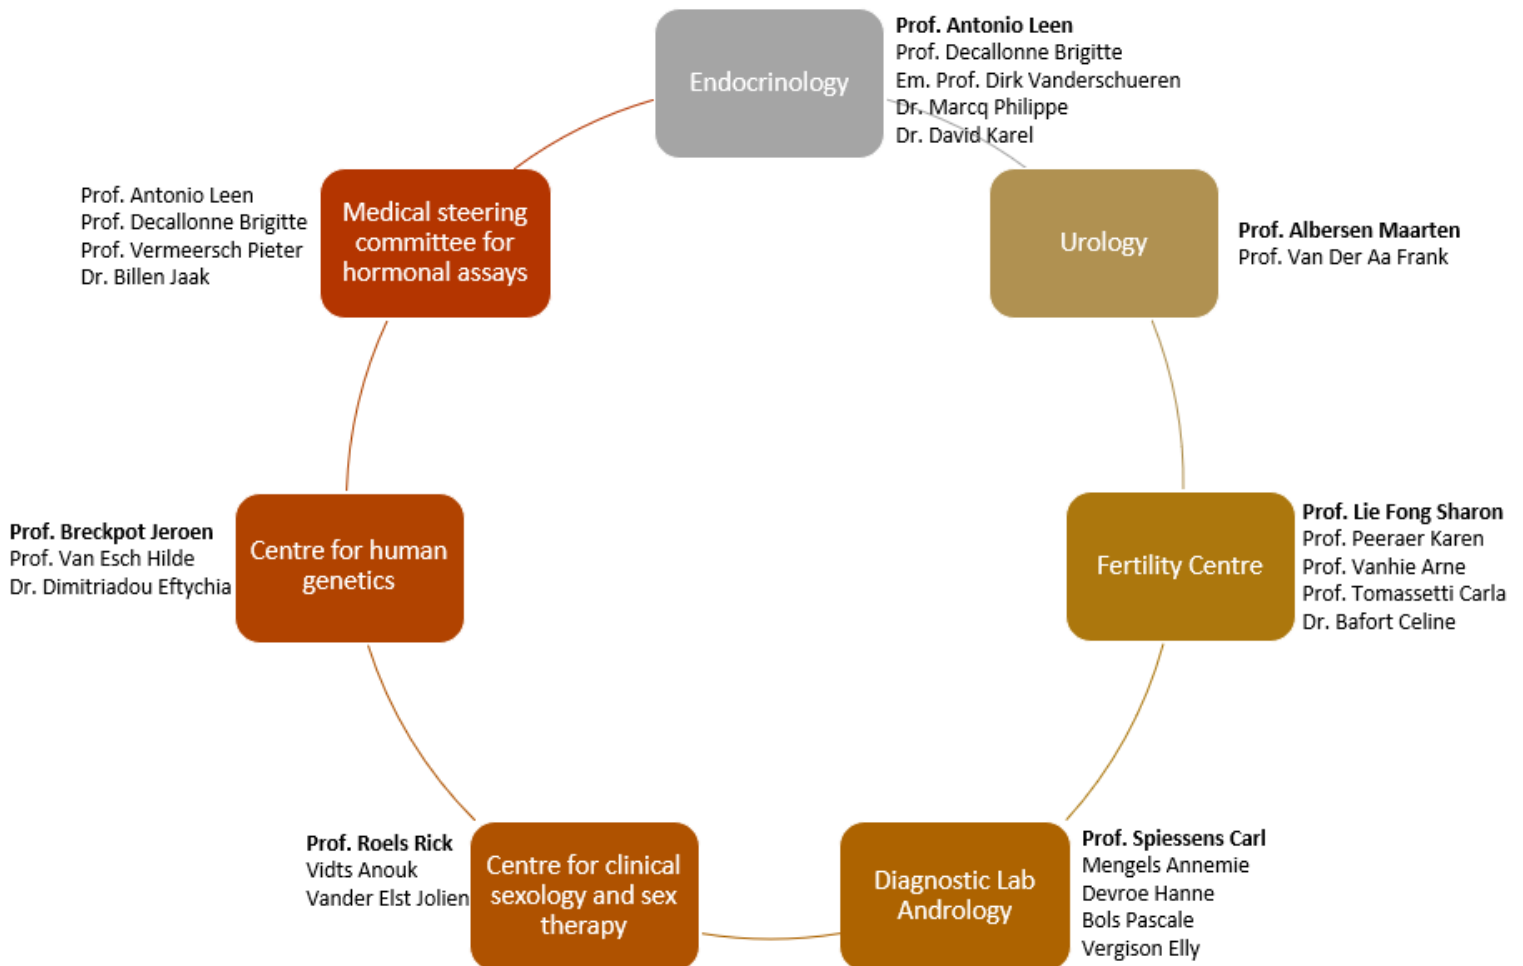 Endocrinology
Prof. Antonio Leen
Prof. Decallonne Brigitte
Em. Prof. Dirk Vanderschueren
Dr. Marcq Philippe
Dr. David Karel
Urology
Prof. Albersen Maarten
Prof. Van Der Aa Frank
Fertility Centre
Prof. Lie Fong Sharon
Prof. Peeraer Karen
Prof. Vanhie Arne
Prof. Tomassetti Carla
Dr. Bafort Celine
Diagnostic Lab
Andrology
Prof. Spiessens Carl
Mengels Annemie
Devroe Hanne
Bols Pascale
Vergison Elly
Centre for clinical
sexology and sex
therapy
Prof. Roels Rick
Vidts Anouk
Vander Elst Jolien
Centre for human
genetics
Prof. Breckpot Jeroen
Prof. Van Esch Hilde
Dr. Dimitriadou Eftychia
Medical steering
committee for
hormonal assays
Prof. Antonio Leen
Prof. Decallonne Brigitte
Prof. Vermeersch Pieter
Dr. Billen Jaak